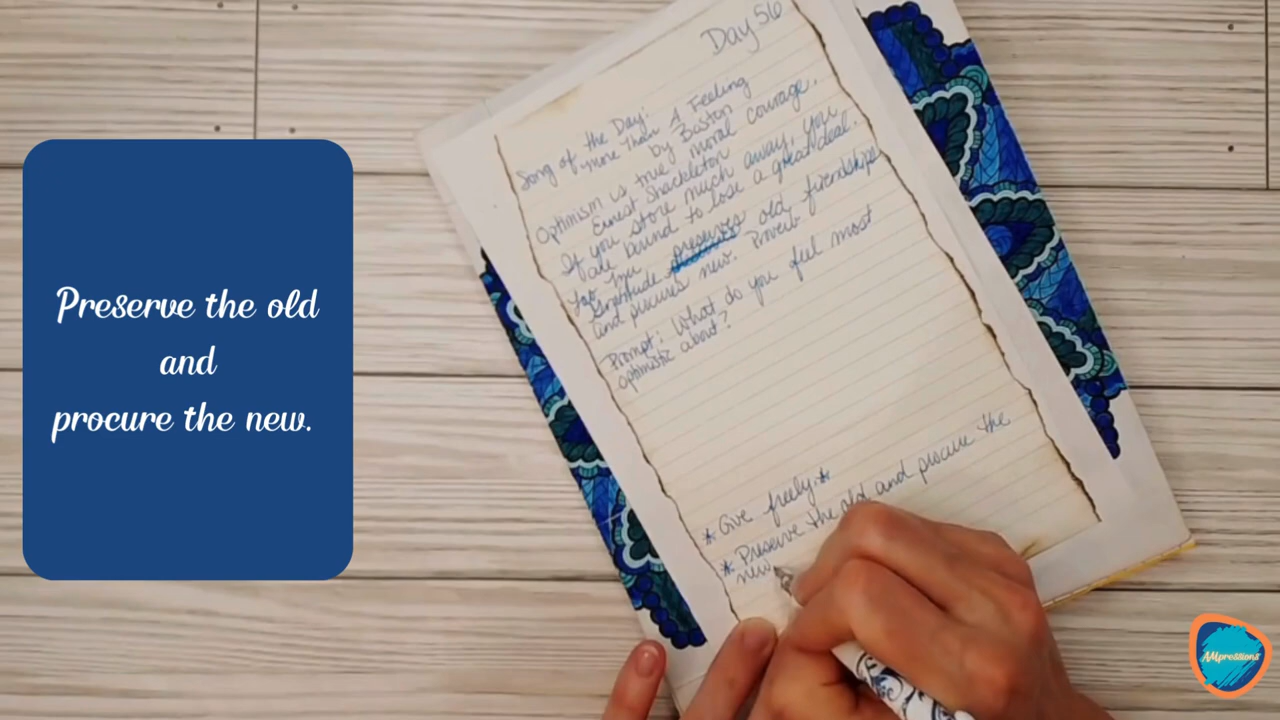 Preserve the old
and
procure the new.
Day 56
Song of the Day:
More Than A Feeling
by Boston
Optimism is true moral courage.
Ernest Shackleton
If you store much away, you
are bound to lose a great deal.
Lao Tzu
Gratitude preserves old friendships
and procures new. Proverb
Prompt: What do you feel most
optimistic about?
* Give freely.*
* Preserve the old and procure the
new
AMpressions